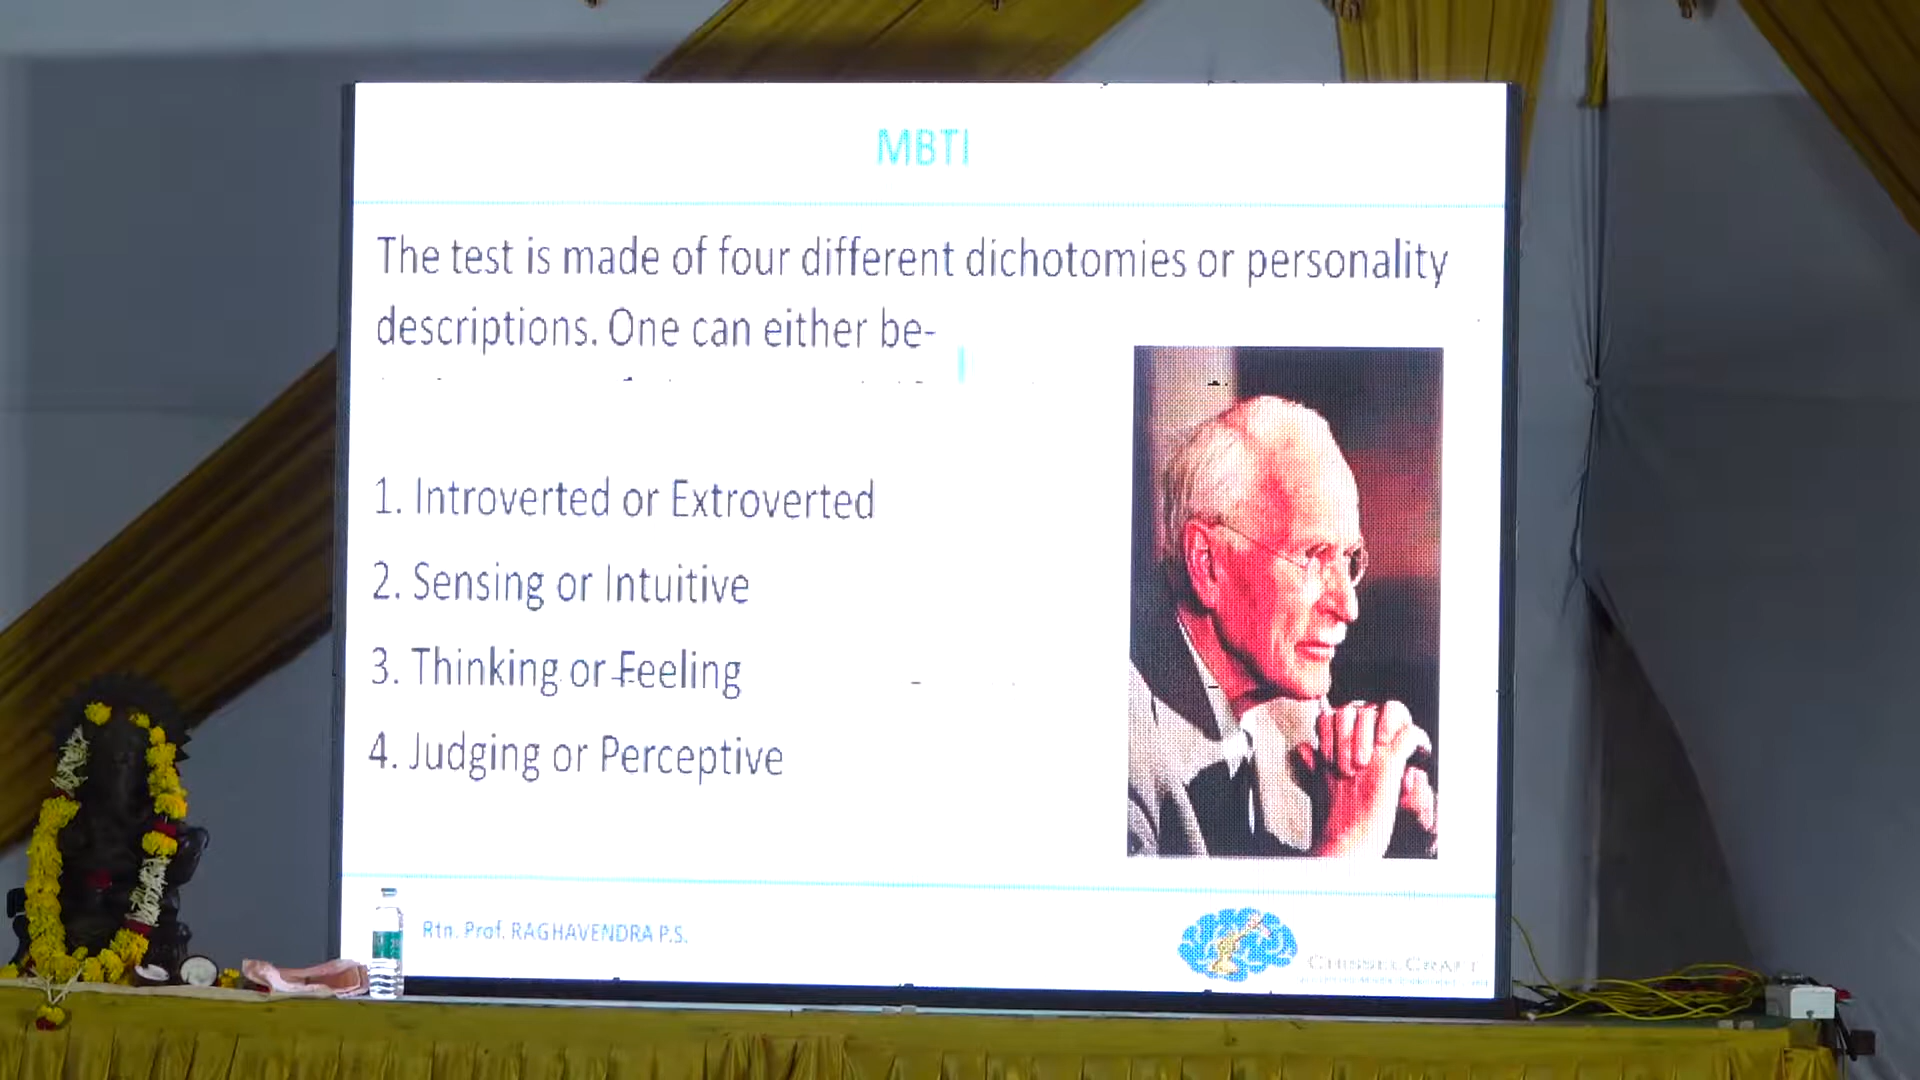 MBTI
The test is made of four different dichotomies or personality
descriptions. One can either be-
1. Introverted or Extroverted
2. Sensing or Intuitive
3. Thinking or Feeling
4. Judging or Perceptive
Rtn. Prof. RAGHAVENDRA P.S.
CHISSELCRAFT